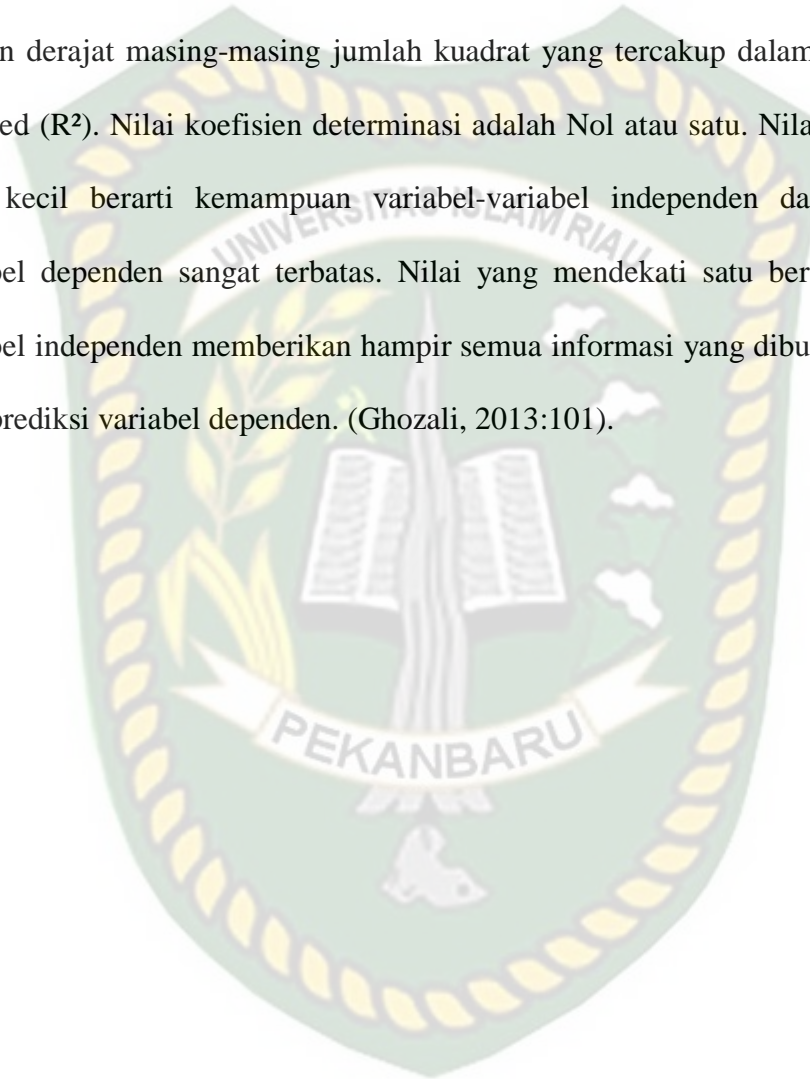 n derajat masing-masing jumlah kuadrat yang tercakup dalam
ed (R²). Nilai koefisien determinasi adalah Nol atau satu. Nila
kecil berarti kemampuan variabel-variabel independen da
UNIVERSITAS ISLAM RIAU
bel dependen sangat terbatas. Nilai yang mendekati satu ber
bel independen memberikan hampir semua informasi yang dibu
prediksi variabel dependen. (Ghozali, 2013:101).
PEKANBARU